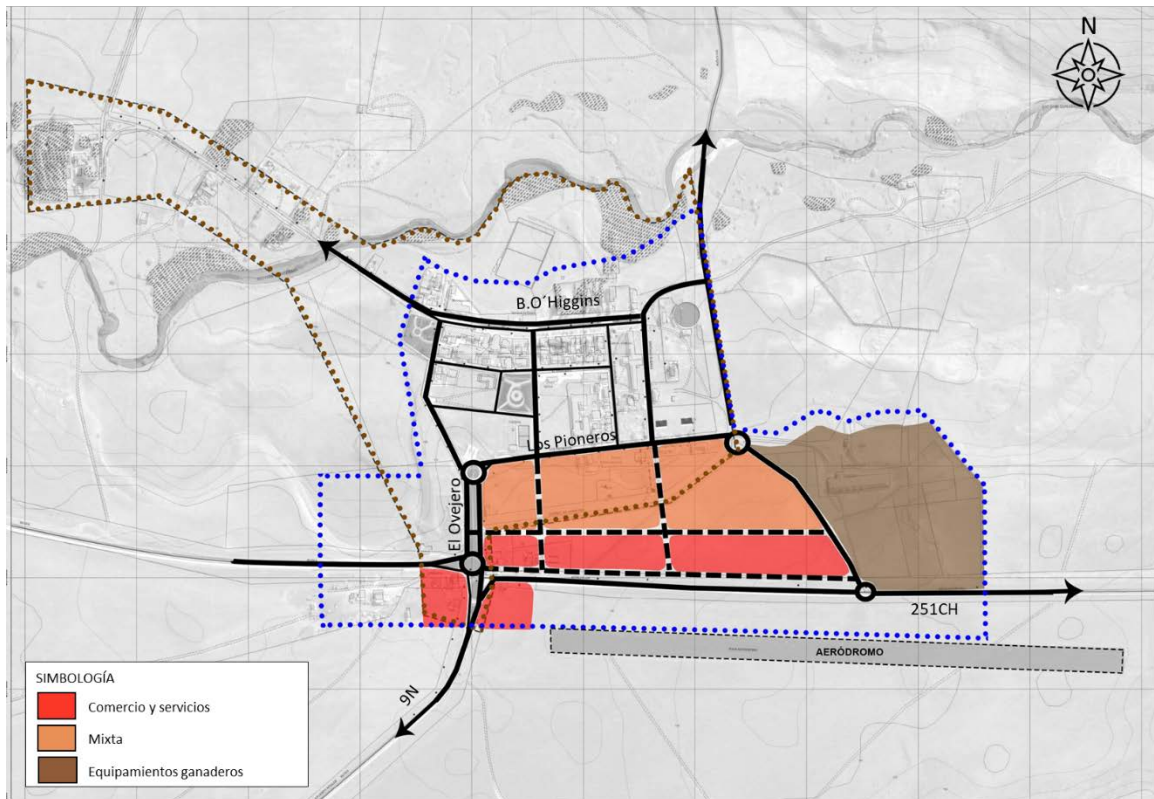 N
B.O´Higgins
Los Pioneros
El Ovejero
251CH
AERÓDROMO
9N
SIMBOLOGÍA
Comercio y servicios
Mixta
Equipamientos ganaderos